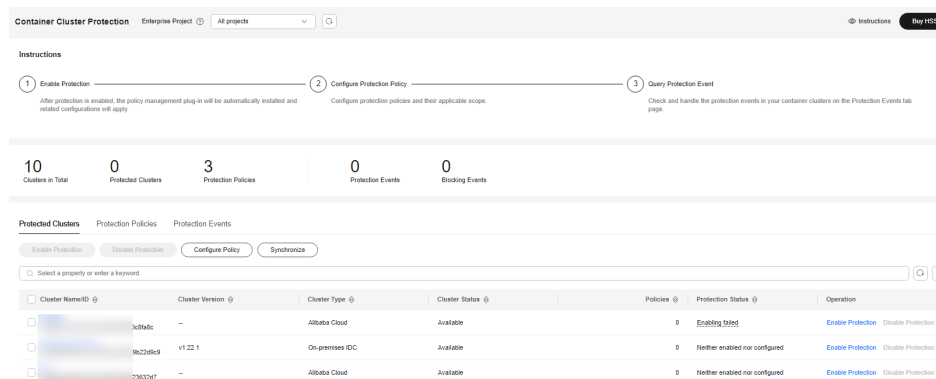 Container Cluster Protection Enterprise Project All projects Instructions Buy HSS
Instructions
1 Enable Protection 2 Configure Protection Policy 3 Query Protection Event
After protection is enabled, the policy management plug-in will be automatically installed and Configure protection policies and their applicable scope. Check and handle the protection events in your container clusters on the Protection Events tab
related configurations will apply. page.
10 0 3 0 0
Clusters in Total Protected Clusters Protection Policies Protection Events Blocking Events
Protected Clusters Protection Policies Protection Events
Enable Protection Disable Protection Configure Policy Synchronize
Select a property or enter a keyword.
Cluster Name/ID Cluster Version Cluster Type Cluster Status Policies Protection Status Operation
0c8fa8c -- Alibaba Cloud Available 0 Enabling failed Enable Protection Disable Protection
9b22d9c9 v1.22.1 On-premises IDC Available 0 Neither enabled nor configured Enable Protection Disable Protection
23632d7 -- Alibaba Cloud Available 0 Neither enabled nor configured Enable Protection Disable Protection